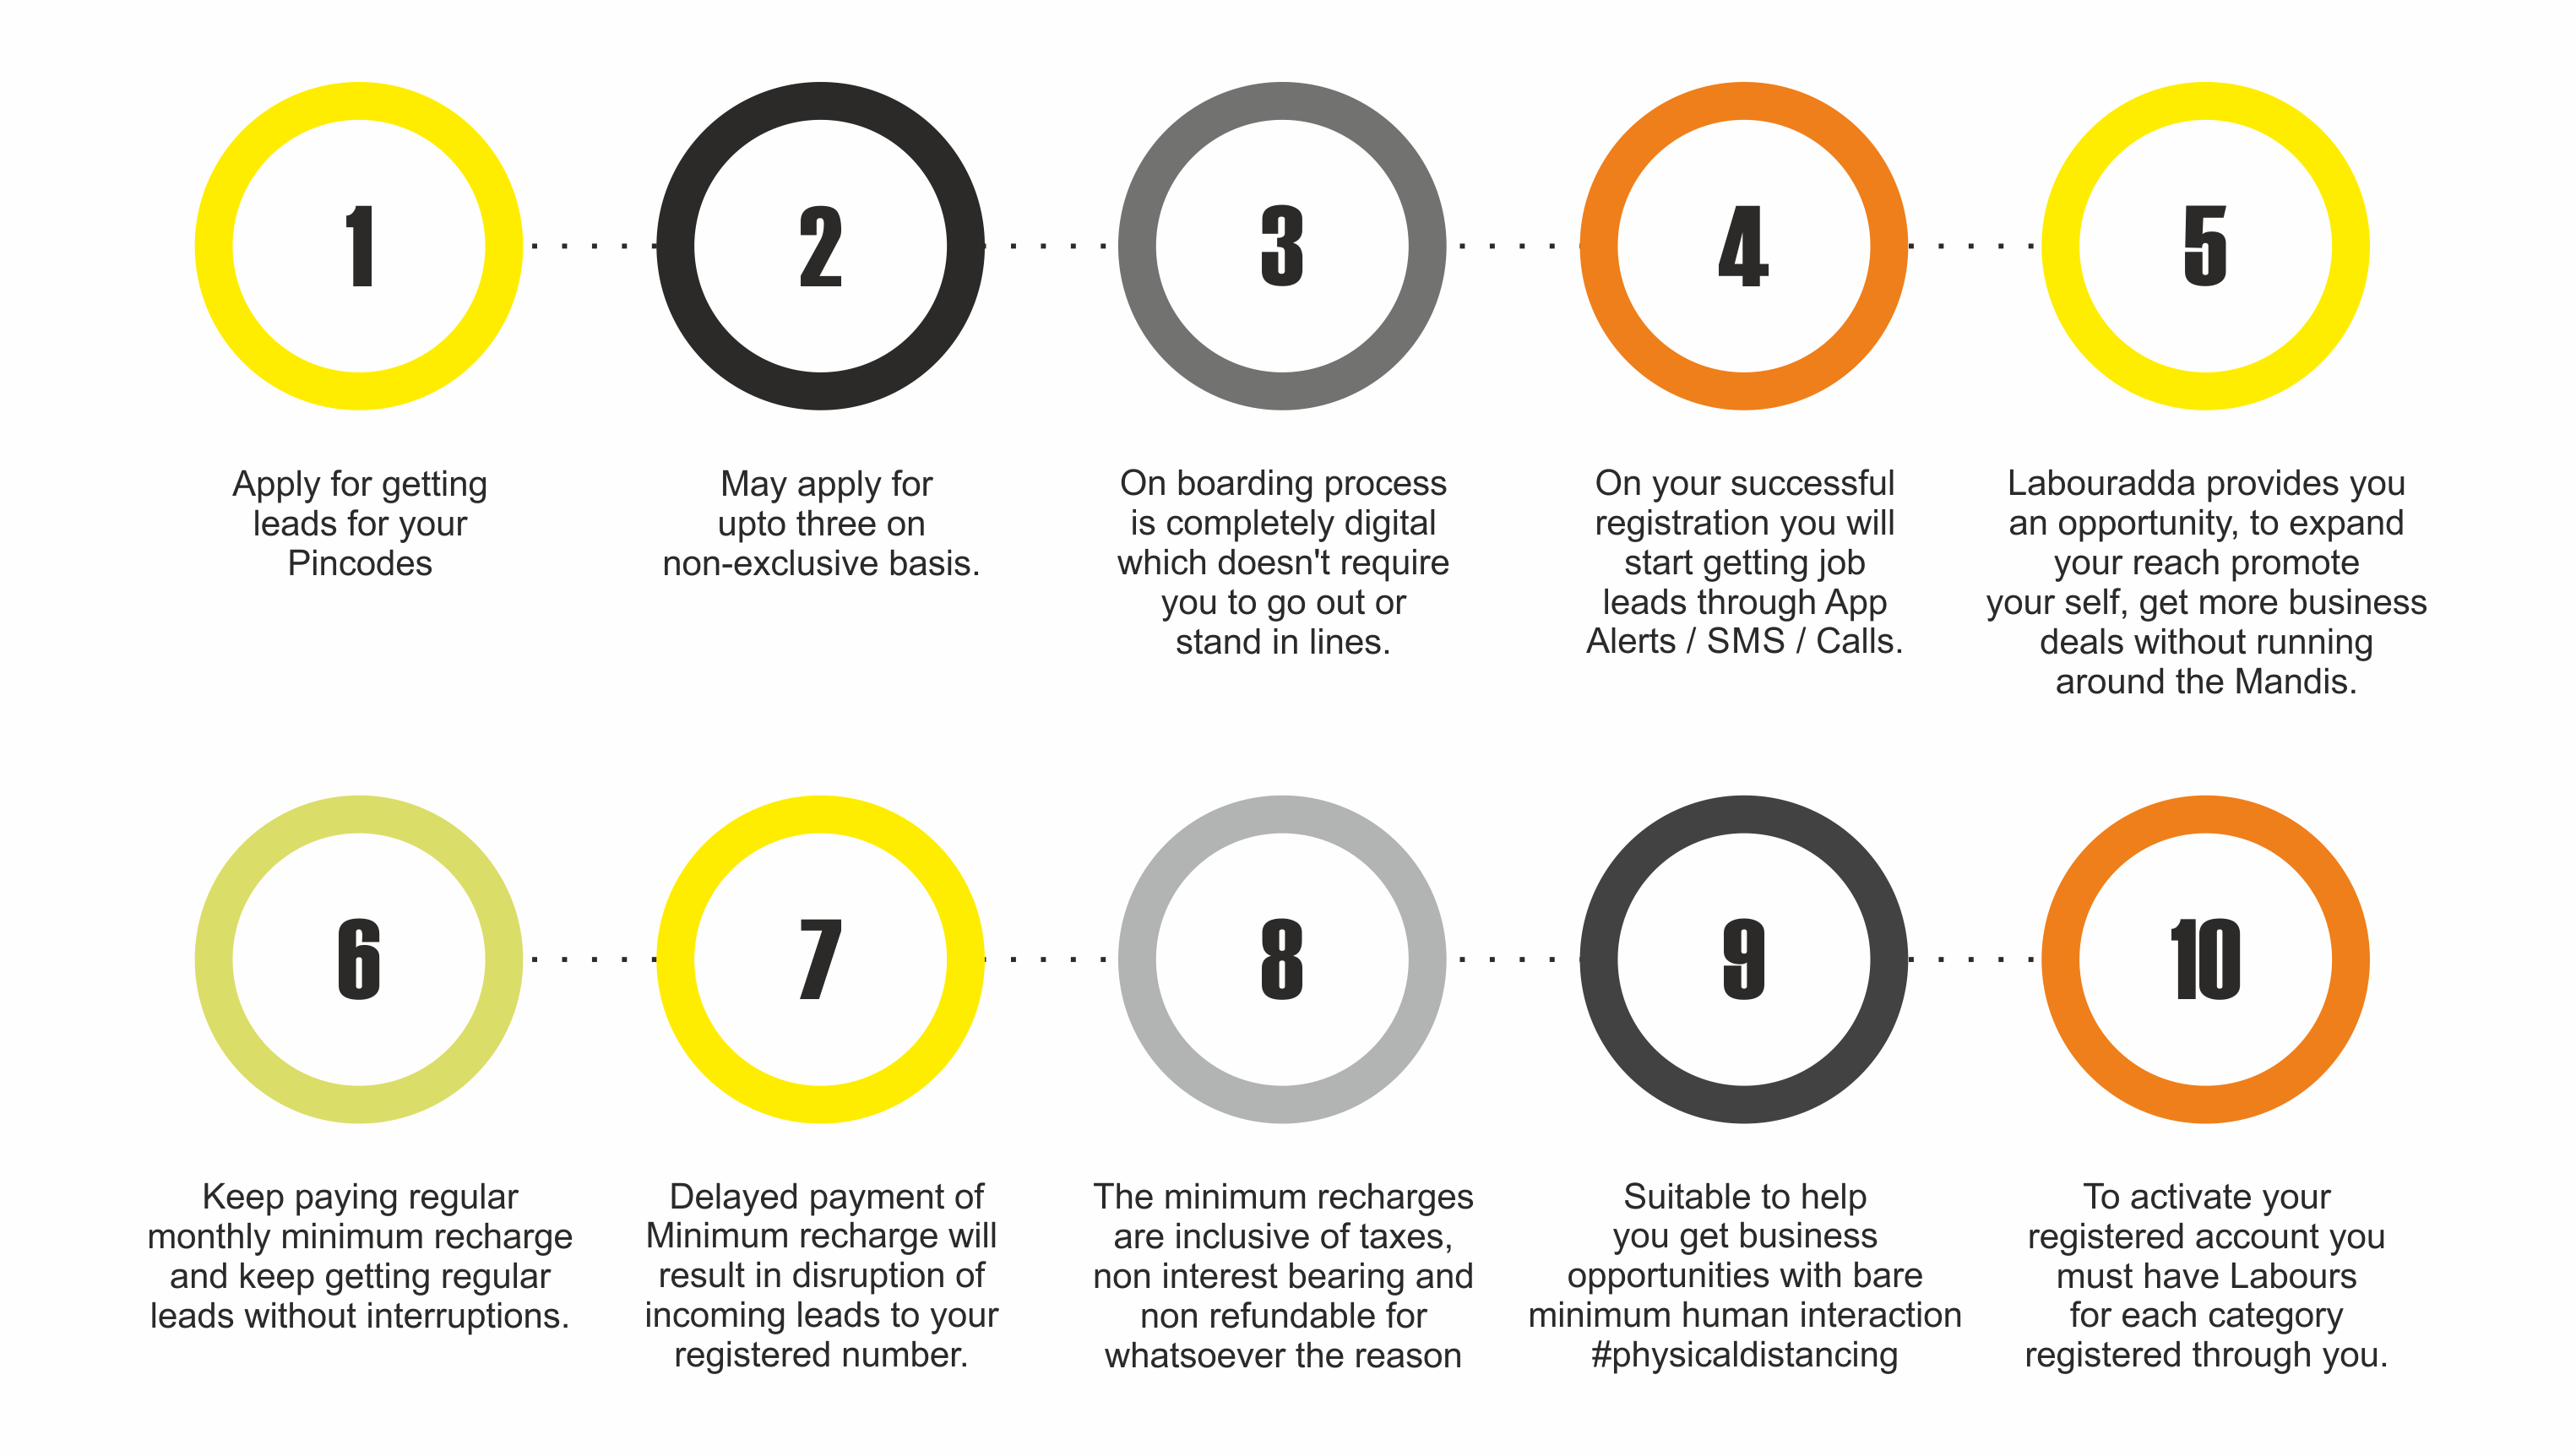 1
Apply for getting
leads for your
Pincodes
2
May apply for
upto three on
non-exclusive basis.
3
On boarding process
is completely digital
which doesn't require
you to go out or
stand in lines.
4
On your successful
registration you will
start getting job
leads through App
Alerts / SMS / Calls.
5
Labouradda provides you
an opportunity, to expand
your reach promote
your self, get more business
deals without running
around the Mandis.
6
Keep paying regular
monthly minimum recharge
and keep getting regular
leads without interruptions.
7
Delayed payment of
Minimum recharge will
result in disruption of
incoming leads to your
registered number.
8
The minimum recharges
are inclusive of taxes,
non interest bearing and
non refundable for
whatsoever the reason
9
Suitable to help
you get business
opportunities with bare
minimum human interaction
#physicaldistancing
10
To activate your
registered account you
must have Labours
for each category
registered through you.